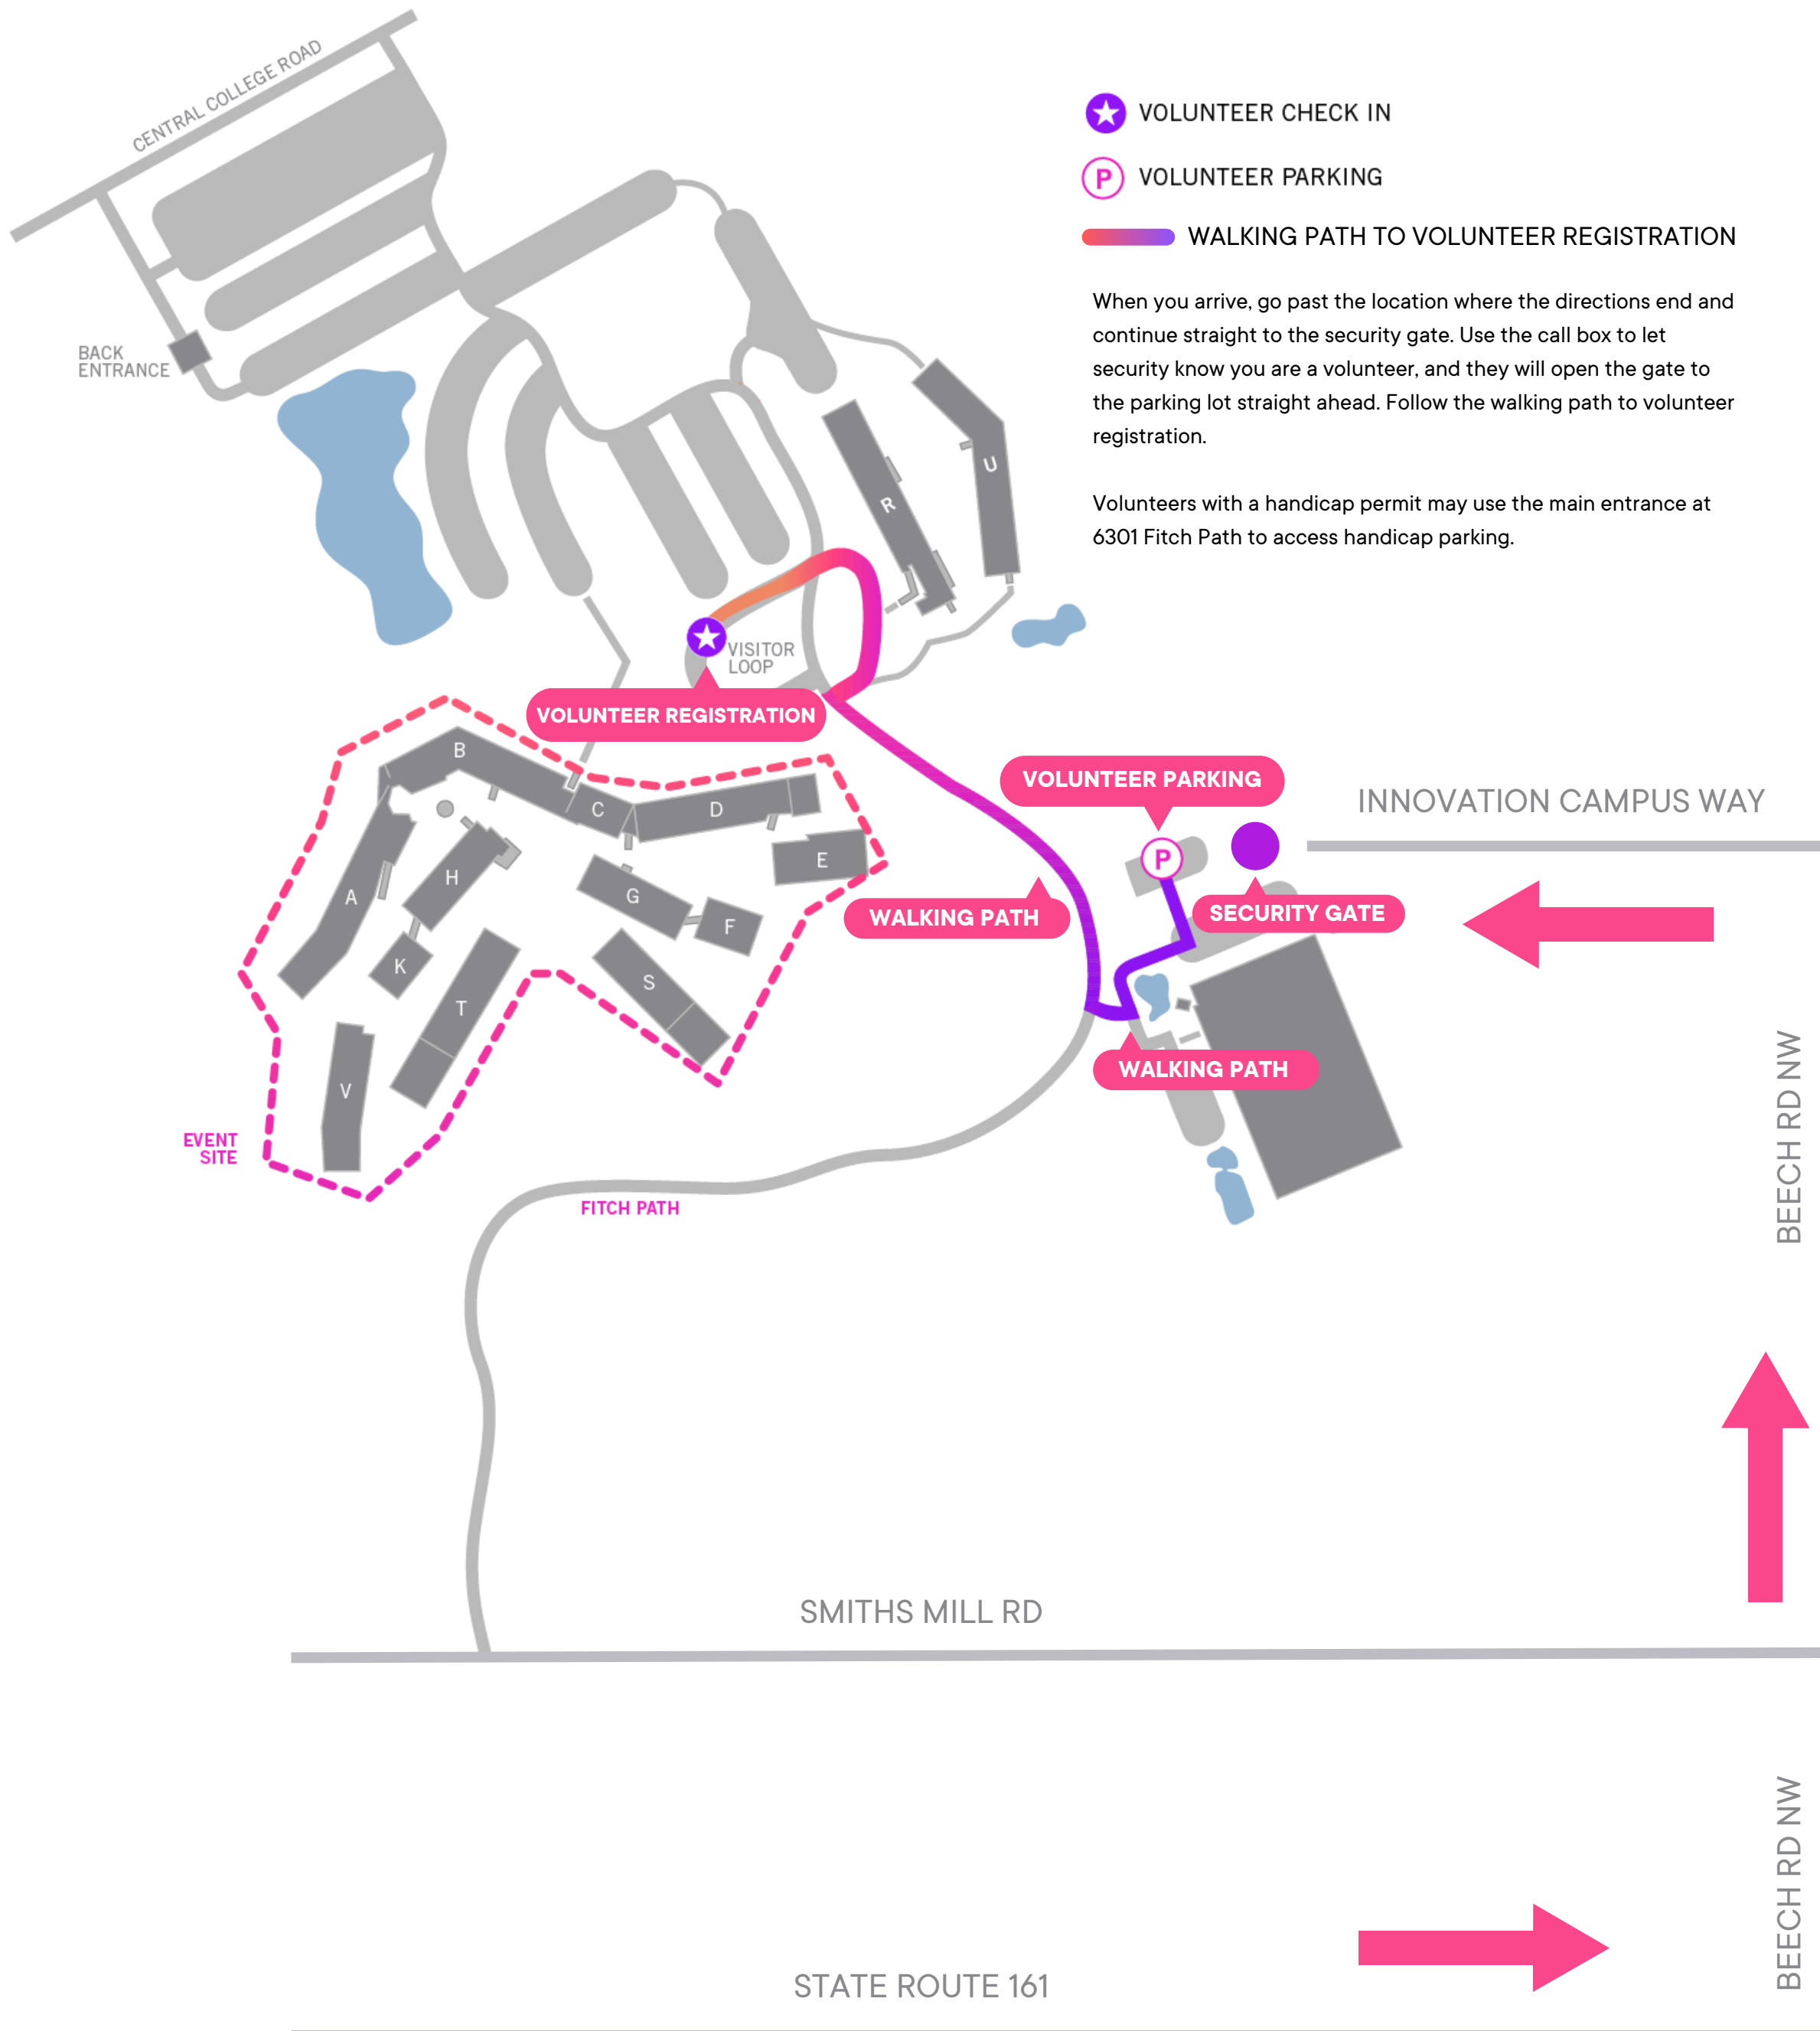 CENTRAL COLLEGE ROAD
VOLUNTEER CHECK IN
P
VOLUNTEER PARKING
WALKING PATH TO VOLUNTEER REGISTRATION
When you arrive, go past the location where the directions end and
continue straight to the security gate. Use the call box to let
security know you are a volunteer, and they will open the gate to
the parking lot straight ahead. Follow the walking path to volunteer
registration.
Volunteers with a handicap permit may use the main entrance at
6301 Fitch Path to access handicap parking.
BACK
ENTRANCE
U
R
VISITOR
LOOP
VOLUNTEER REGISTRATION
B
C
D
E
A
H
G
F
K
S
T
V
VOLUNTEER PARKING
P
INNOVATION CAMPUS WAY
WALKING PATH
SECURITY GATE
WALKING PATH
EVENT
SITE
FITCH PATH
BEECH RD NW
SMITHS MILL RD
BEECH RD NW
STATE ROUTE 161